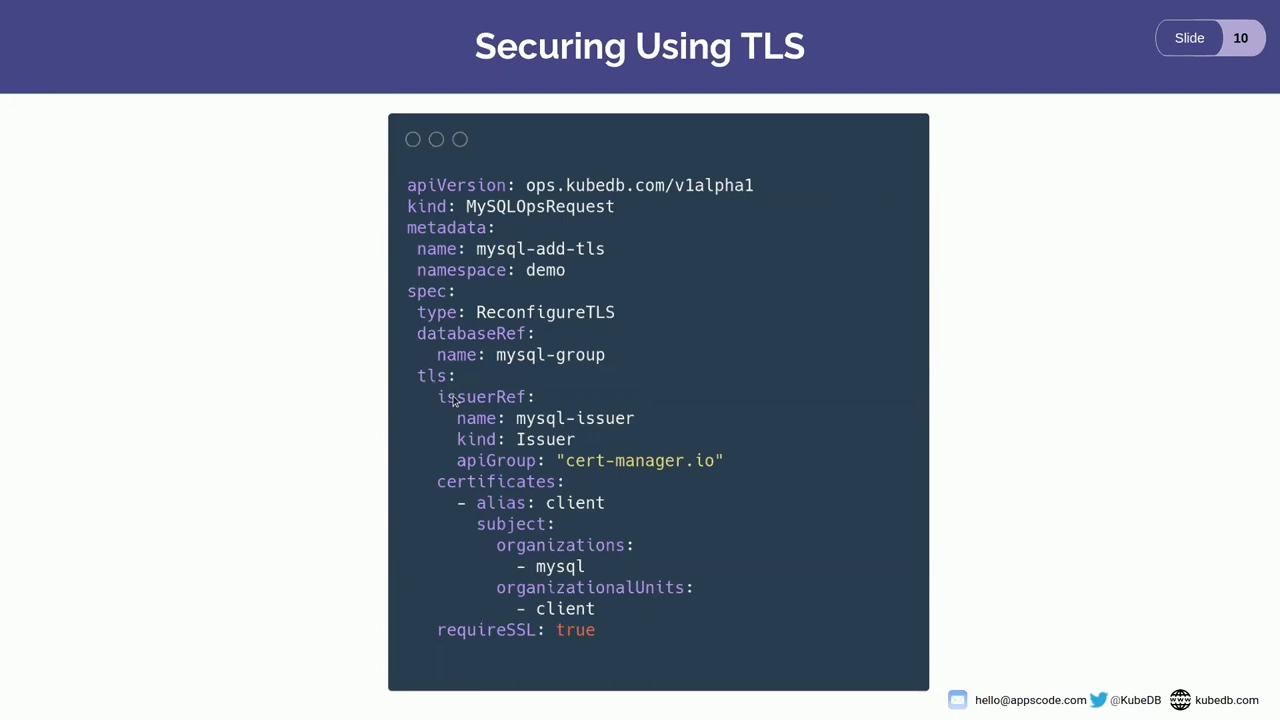 Securing Using TLS
Slide 10
apiVersion: ops.kubedb.com/v1alpha1
kind: MySQLOpsRequest
metadata:
 name: mysql-add-tls
 namespace: demo
spec:
 type: ReconfigureTLS
 databaseRef:
   name: mysql-group
 tls:
   issuerRef:
     name: mysql-issuer
     kind: Issuer
     apiGroup: "cert-manager.io"
   certificates:
     - alias: client
       subject:
         organizations:
           - mysql
         organizationalUnits:
           - client
   requireSSL: true
hello@appscode.com @KubeDB kubedb.com